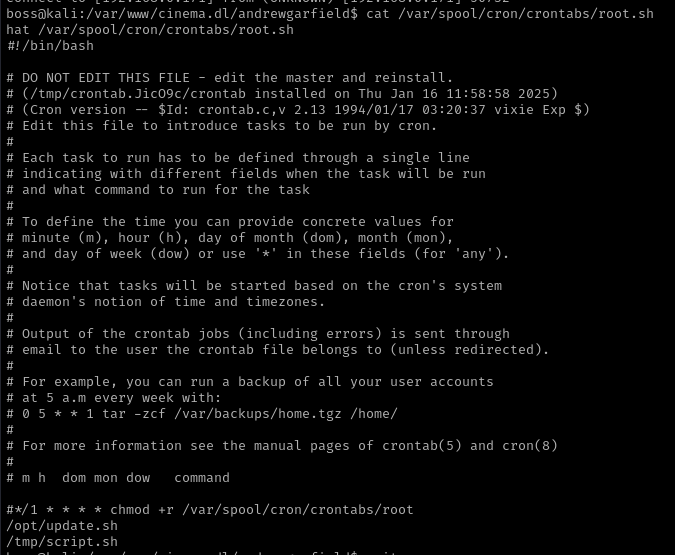 boss@kali:/var/www/cinema.dl/andrewgarfield$ cat /var/spool/cron/crontabs/root.sh
hat /var/spool/cron/crontabs/root.sh
#!/bin/bash
# DO NOT EDIT THIS FILE - edit the master and reinstall.
# (/tmp/crontab.JicO9c/crontab installed on Thu Jan 16 11:58:58 2025)
# (Cron version -- $Id: crontab.c,v 2.13 1994/01/17 03:20:37 vixie Exp $)
# Edit this file to introduce tasks to be run by cron.
#
# Each task to run has to be defined through a single line
# indicating with different fields when the task will be run
# and what command to run for the task
#
# To define the time you can provide concrete values for
# minute (m), hour (h), day of month (dom), month (mon),
# and day of week (dow) or use '*' in these fields (for 'any').
#
# Notice that tasks will be started based on the cron's system
# daemon's notion of time and timezones.
#
# Output of the crontab jobs (including errors) is sent through
# email to the user the crontab file belongs to (unless redirected).
#
# For example, you can run a backup of all your user accounts
# at 5 a.m every week with:
# 0 5 * * 1 tar -zcf /var/backups/home.tgz /home/
#
# For more information see the manual pages of crontab(5) and cron(8)
#
# m h  dom mon dow   command
#*/1 * * * * chmod +r /var/spool/cron/crontabs/root
/opt/update.sh
/tmp/script.sh